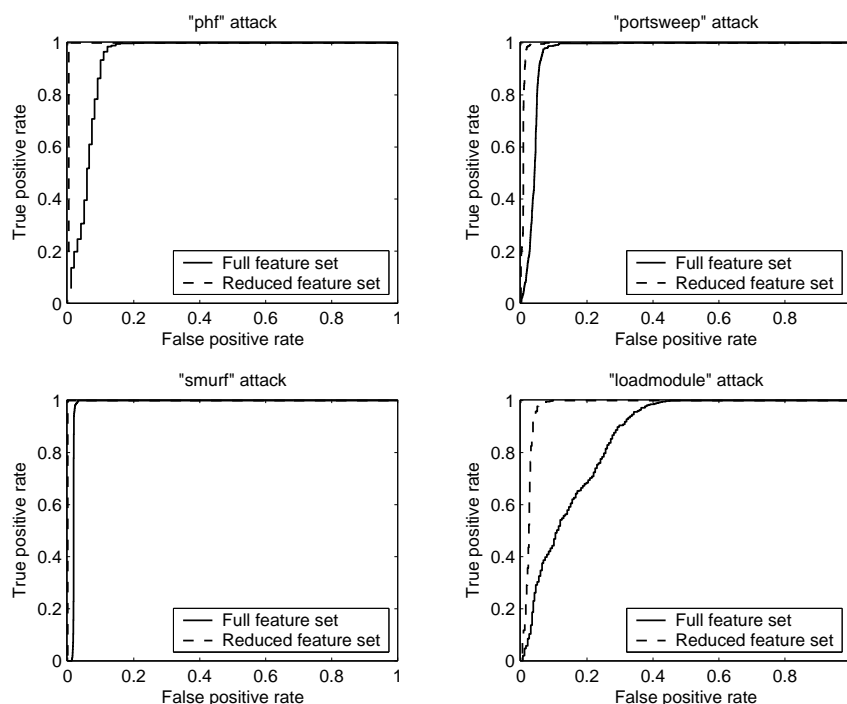 "phf" attack
1
0.8
0.6
0.4
0.2
0
True positive rate
Full feature set
Reduced feature set
0 0.2 0.4 0.6 0.8 1
False positive rate
"portsweep" attack
1
0.8
0.6
0.4
0.2
0
True positive rate
Full feature set
Reduced feature set
0 0.2 0.4 0.6 0.8
False positive rate
"smurf" attack
1
0.8
0.6
0.4
0.2
0
True positive rate
Full feature set
Reduced feature set
0 0.2 0.4 0.6 0.8 1
False positive rate
"loadmodule" attack
1
0.8
0.6
0.4
0.2
0
True positive rate
Full feature set
Reduced feature set
0 0.2 0.4 0.6 0.8
False positive rate